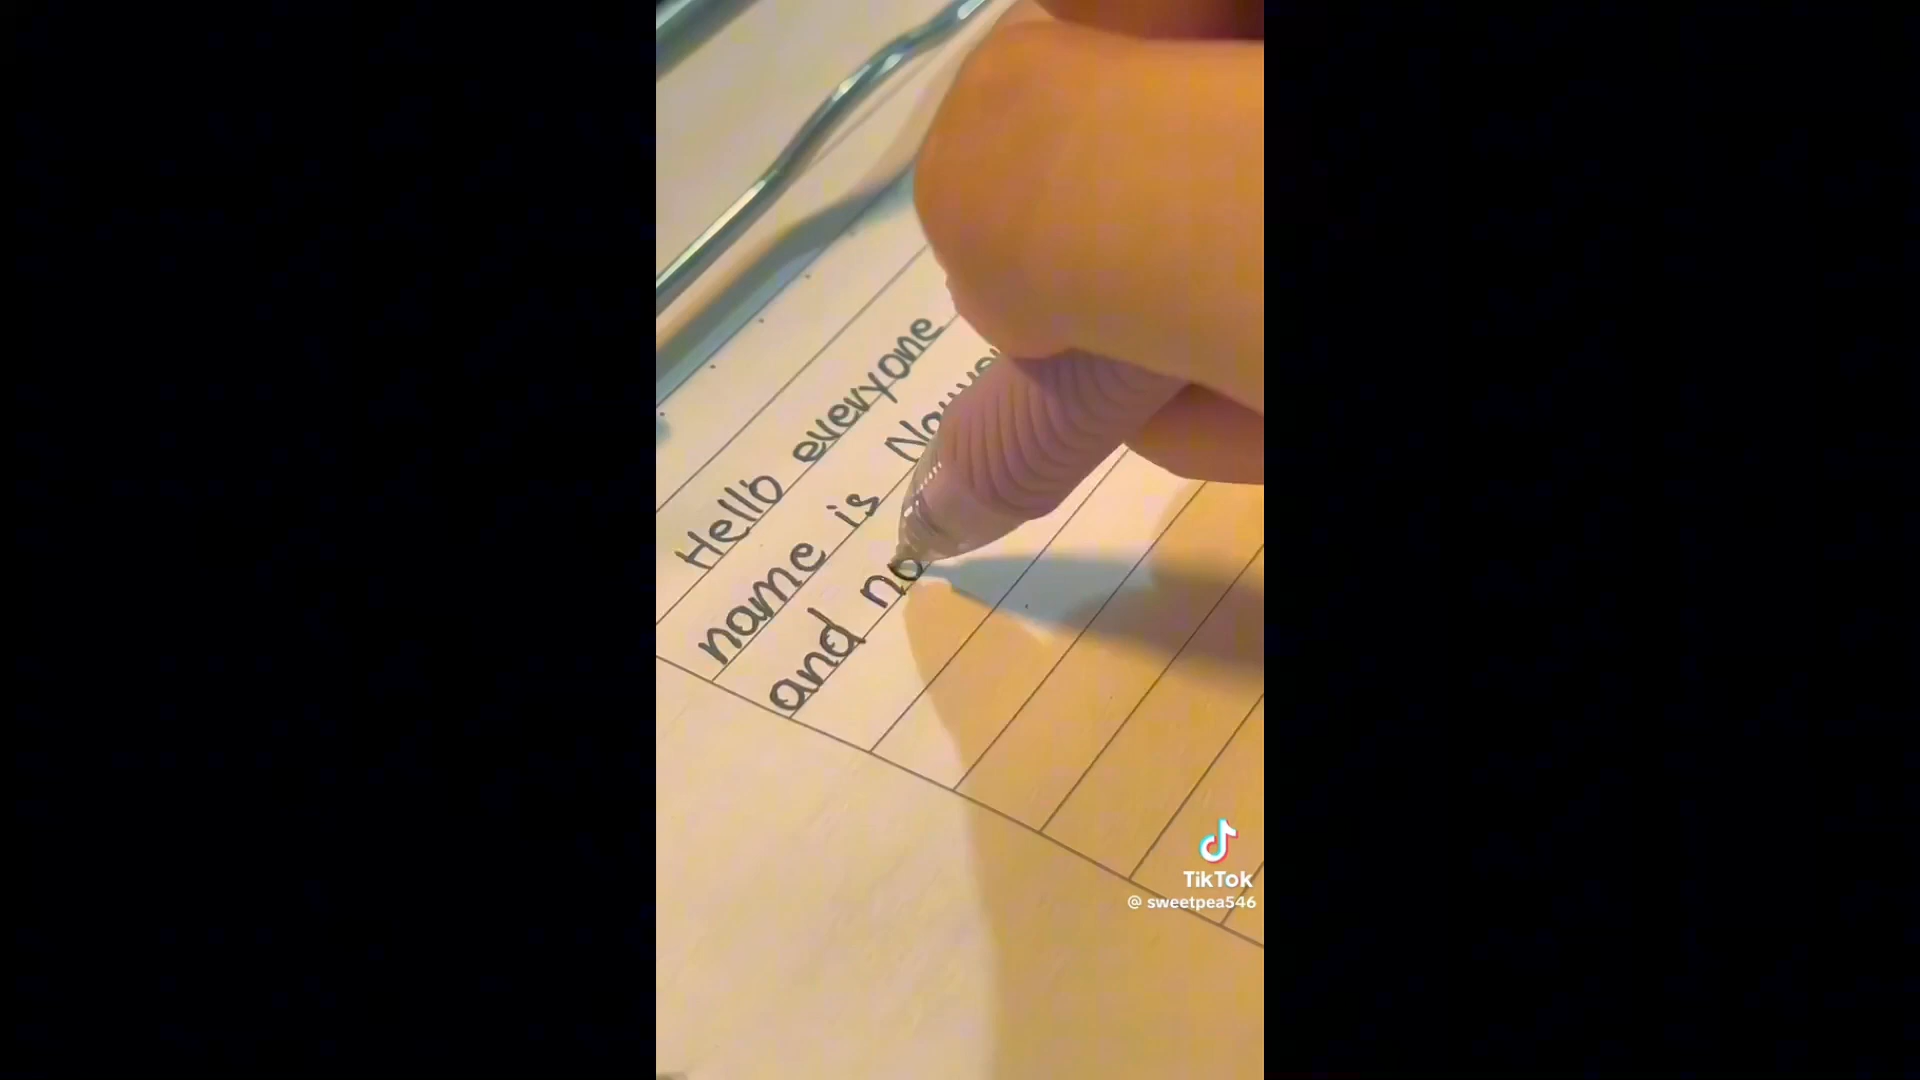 Hello everyone
name is
and no
TikTok
@ sweetpea546